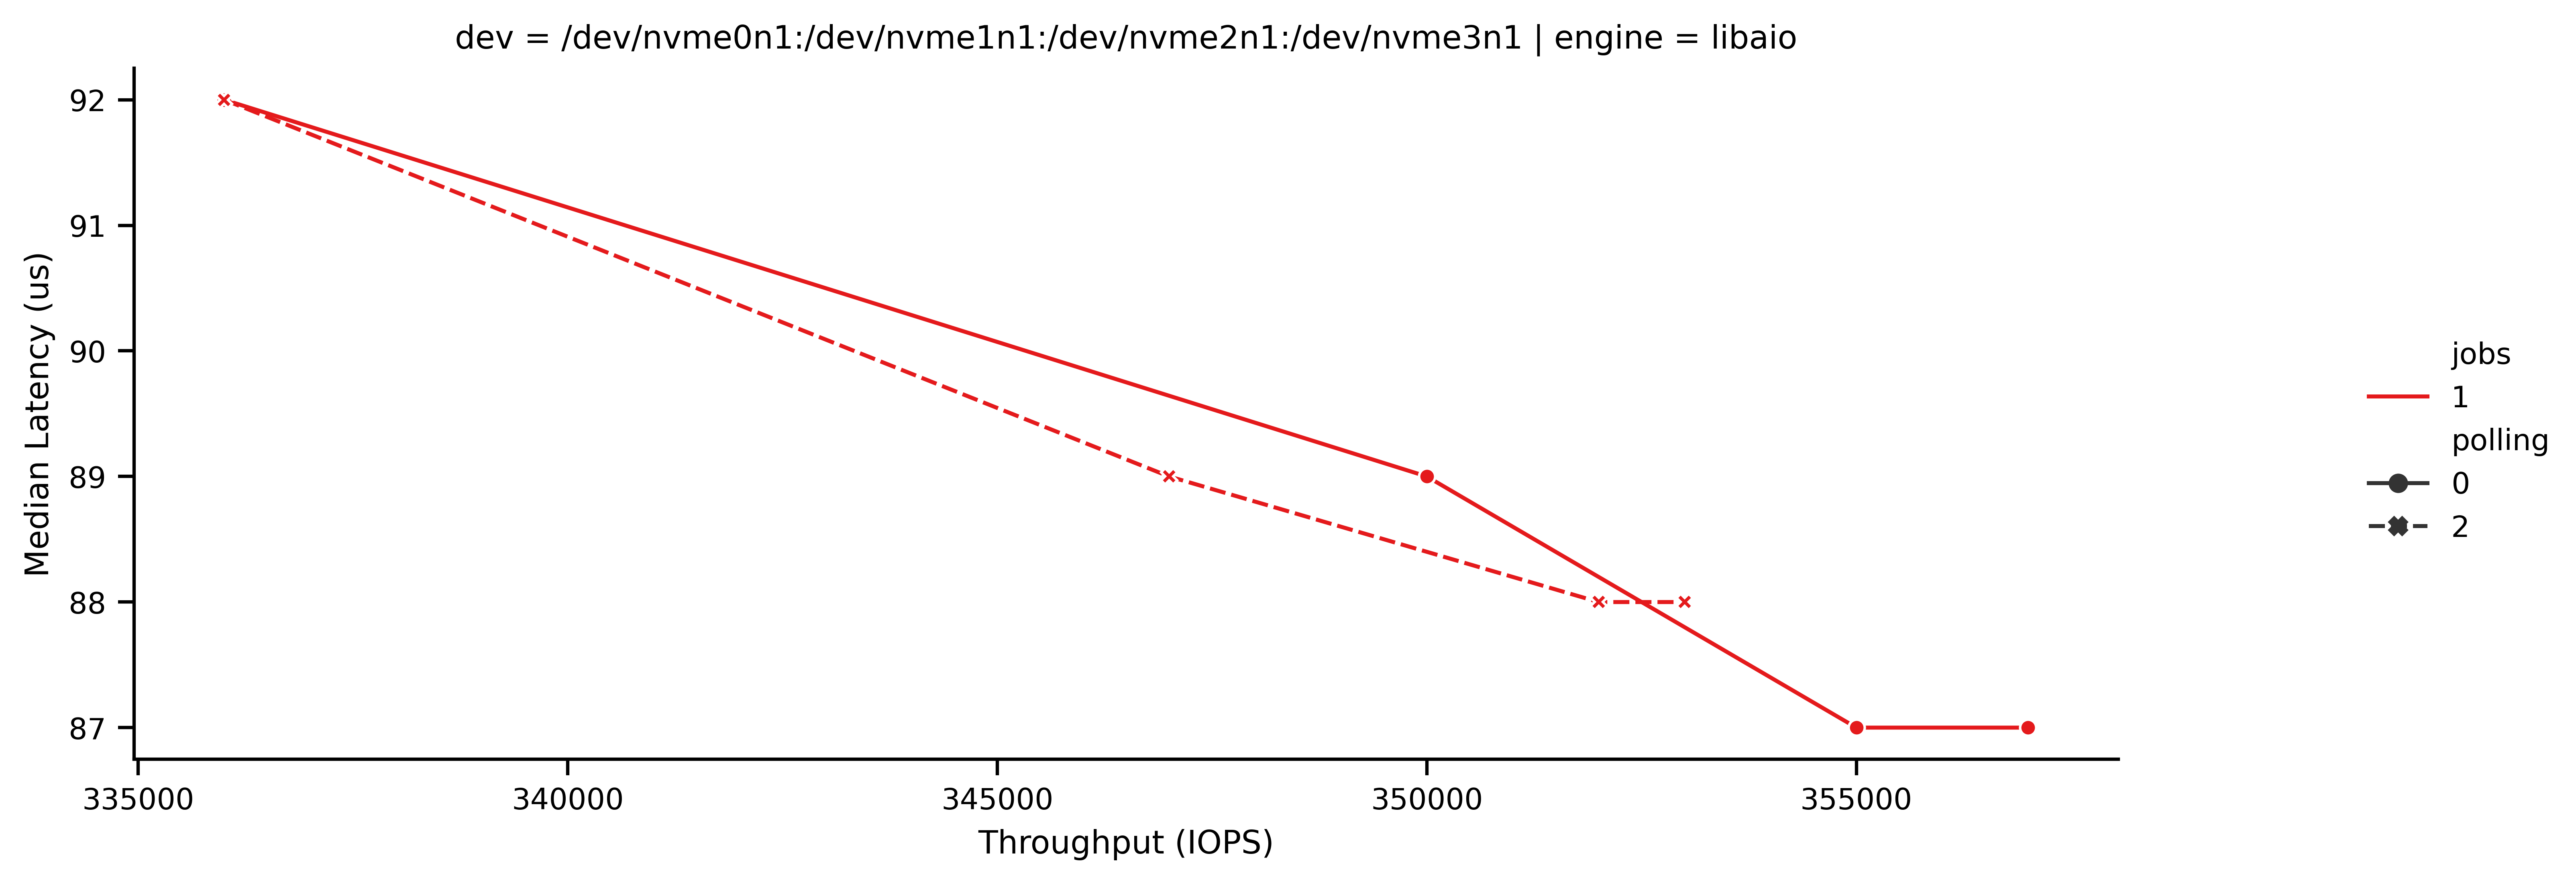 dev = /dev/nvme0n1:/dev/nvme1n1:/dev/nvme2n1:/dev/nvme3n1 | engine = libaio
Median Latency (us)
92
91
90
89
88
87
335000 340000 345000 350000 355000
Throughput (IOPS)
jobs
1
polling
0
2